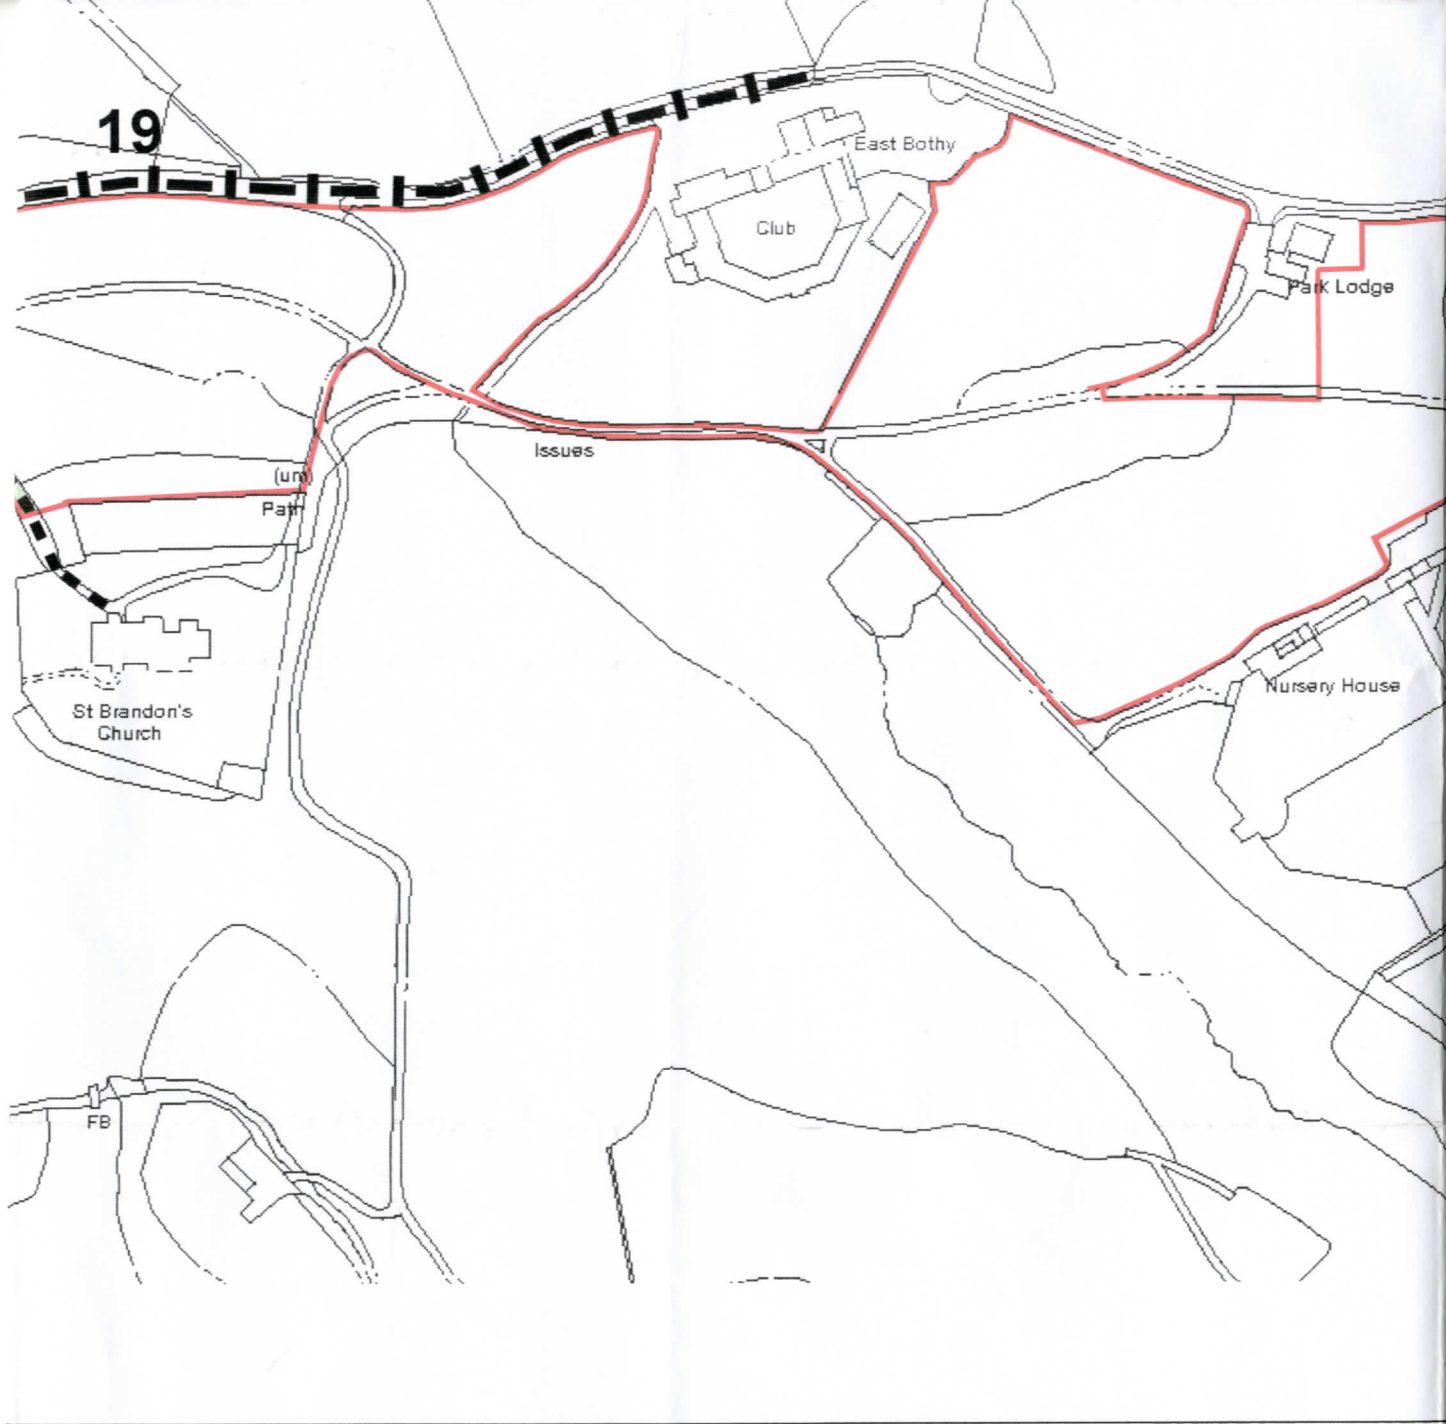 19
East Bothy
Club
Park Lodge
Issues
(um)
Path
Nursery House
St Brandon's
Church
FB